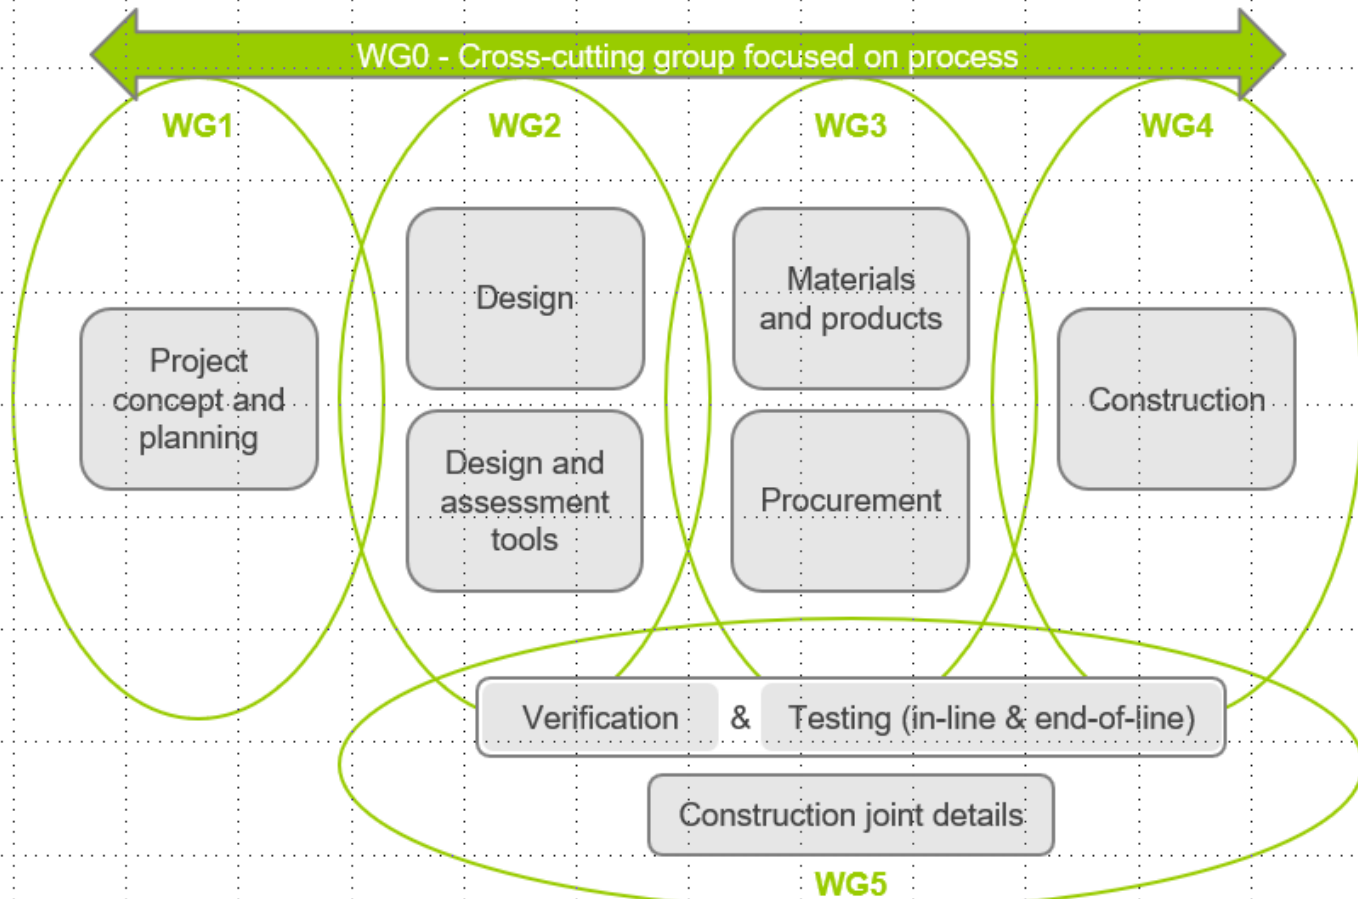 WG0 - Cross-cutting group focused on process
WG1
WG2
WG3
WG4
Project
concept and
planning
Design
Design and
assessment
tools
Materials
and products
Procurement
Construction
Verification & Testing (in-line & end-of-line)
Construction joint details
WG5